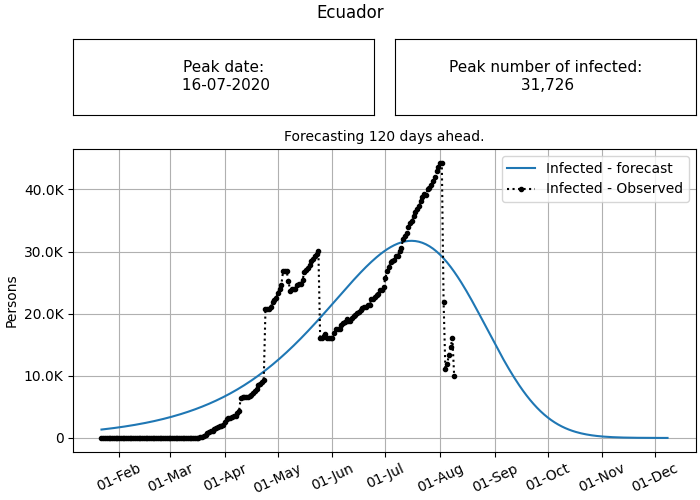 Ecuador
Peak date:
16-07-2020
Peak number of infected:
31,726
Forecasting 120 days ahead.
Infected - forecast
Infected - Observed
Persons
40.0K
30.0K
20.0K
10.0K
0
01-Feb
01-Mar
01-Apr
01-May
01-Jun
01-Jul
01-Aug
01-Sep
01-Oct
01-Nov
01-Dec